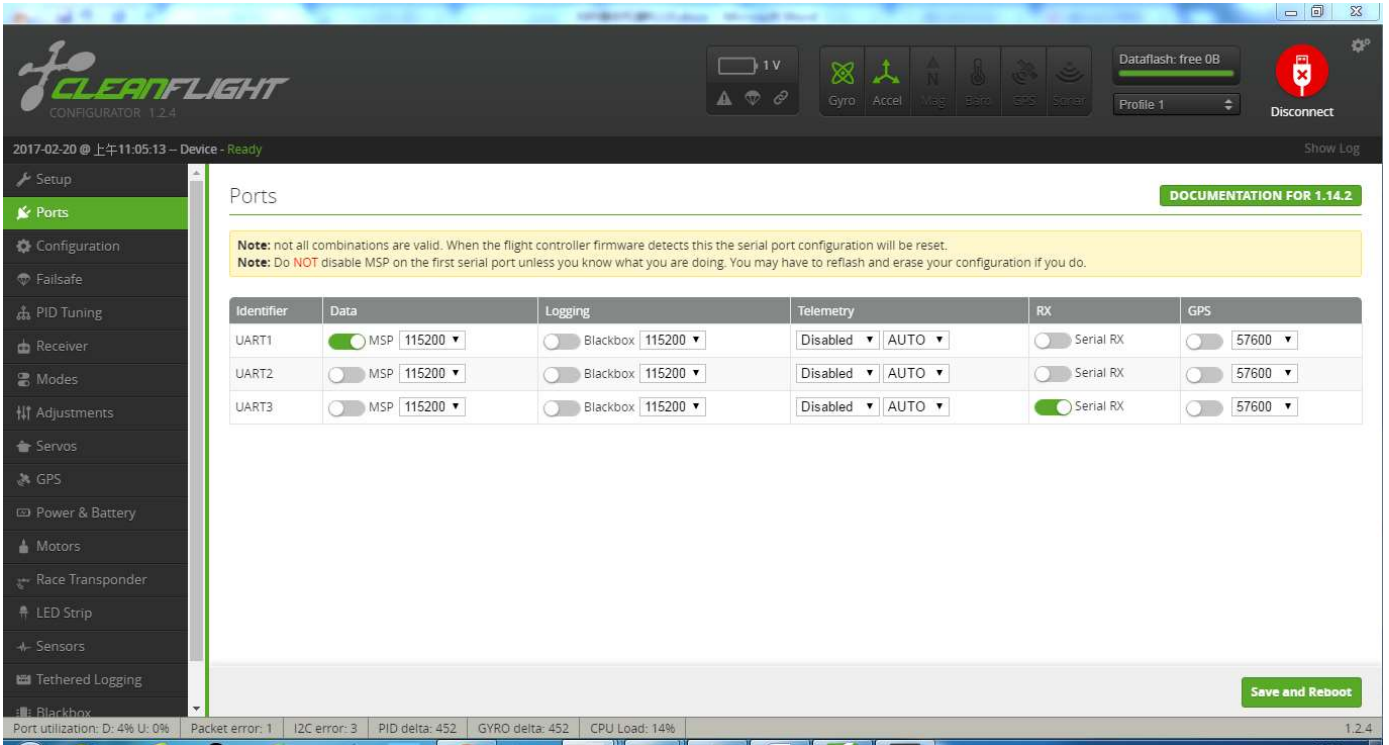 CLEANFLIGHT
CONFIGURATOR 1.2.4
1 V
Gyro Accel Mag Baro GPS Sonar
Dataflash: free 0B
Profile 1
Disconnect
2017-02-20 @ 上午11:05:13 -- Device - Ready
Show Log
Setup
Ports
Configuration
Failsafe
PID Tuning
Receiver
Modes
Adjustments
Servos
GPS
Power & Battery
Motors
Race Transponder
LED Strip
Sensors
Tethered Logging
Blackbox
Ports
DOCUMENTATION FOR 1.14.2
Note: not all combinations are valid. When the flight controller firmware detects this the serial port configuration will be reset.
Note: Do NOT disable MSP on the first serial port unless you know what you are doing. You may have to reflash and erase your configuration if you do.
Identifier Data Logging Telemetry RX GPS
UART1 MSP 115200 Blackbox 115200 Disabled AUTO Serial RX 57600
UART2 MSP 115200 Blackbox 115200 Disabled AUTO Serial RX 57600
UART3 MSP 115200 Blackbox 115200 Disabled AUTO Serial RX 57600
Save and Reboot
Port utilization: D: 4% U: 0% Packet error: 1 I2C error: 3 PID delta: 452 GYRO delta: 452 CPU Load: 14% 1.2.4